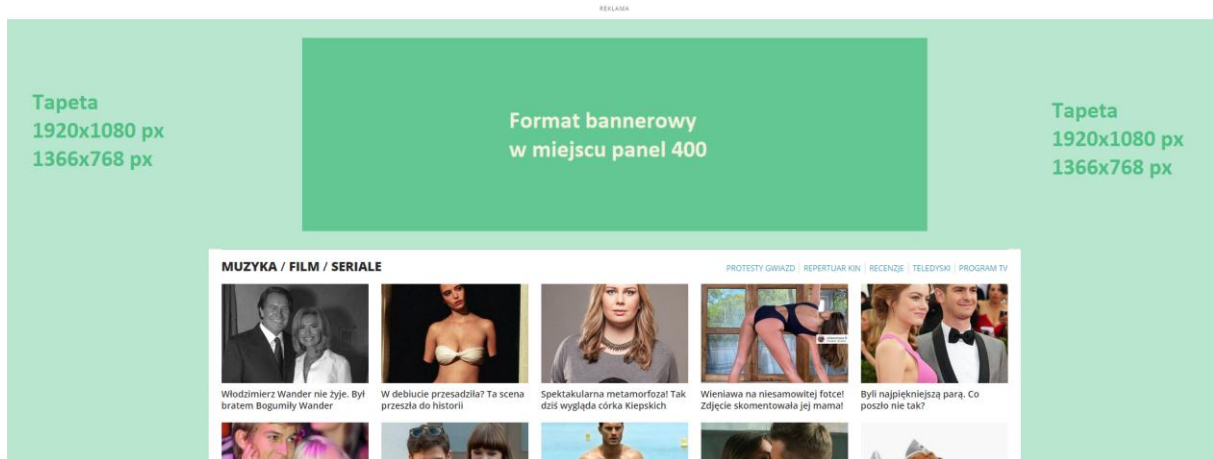 REKLAMA
Tapeta
1920x1080 px
1366x768 px
Format bannerowy
w miejscu panel 400
Tapeta
1920x1080 px
1366x768 px
MUZYKA / FILM / SERIALE
PROTESTY GWIAZD | REPERTUAR KIN | RECENZJE | TELEDYSKI | PROGRAM TV
Włodzimierz Wander nie żyje. Był
bratem Bogumiły Wander
W debiucie przesadziła? Ta scena
przeszła do historii
Spektakularna metamorfoza! Tak
dziś wygląda córka Kiepskich
Wieniawa na niesamowitej fotce!
Zdjęcie skomentowała jej mama!
Byli najpiękniejszą parą. Co
poszło nie tak?